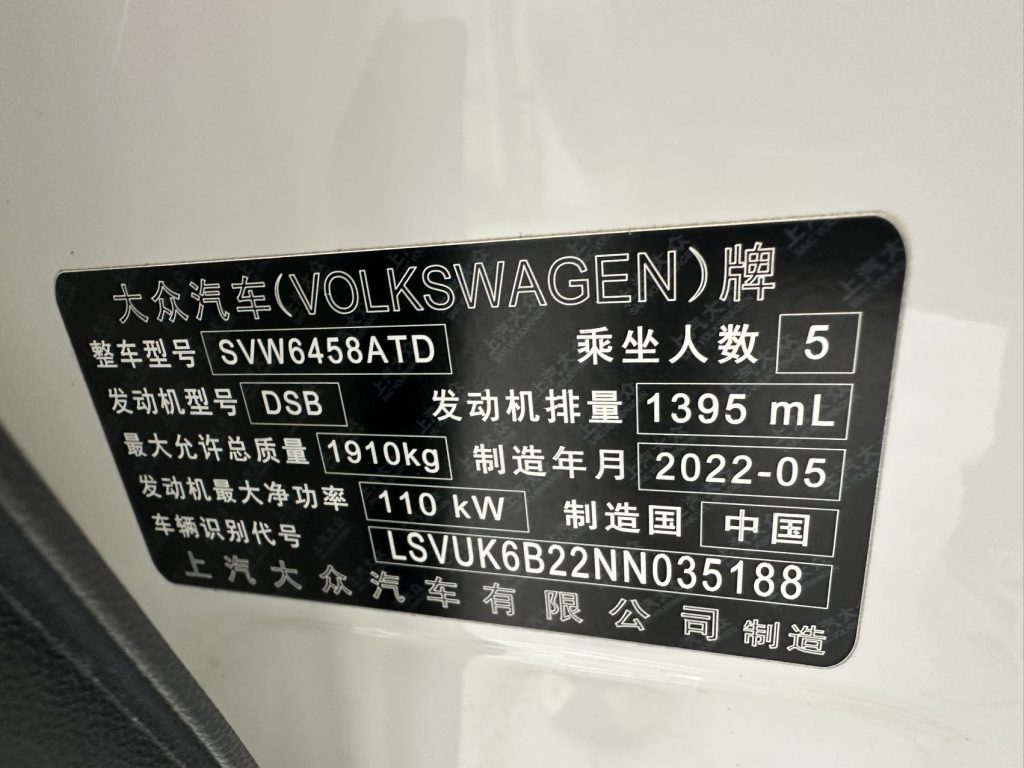 大众汽车(VOLKSWAGEN)牌
整车型号 SVW6458ATD 乘坐人数 5
发动机型号 DSB 发动机排量 1395 mL
最大允许总质量 1910kg 制造年月 2022-05
发动机最大净功率 110 kW 制造国 中国
车辆识别代号 LSVUK6B22NN035188
上汽大众汽车有限公司 制造